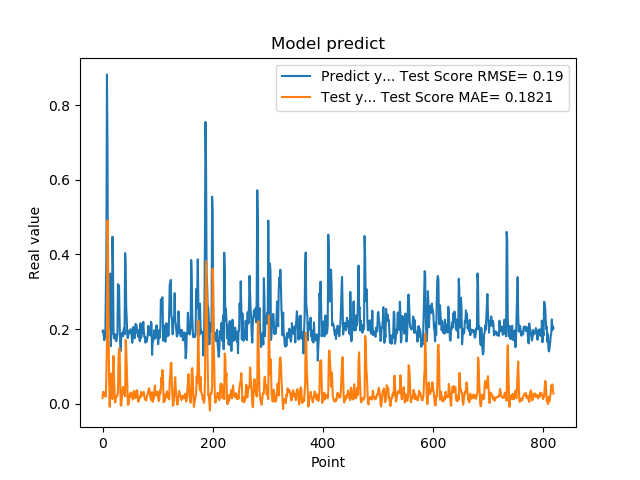 Model predict
Predict y... Test Score RMSE= 0.19
Test y... Test Score MAE= 0.1821
Real value
0.8
0.6
0.4
0.2
0.0
0 200 400 600 800
Point